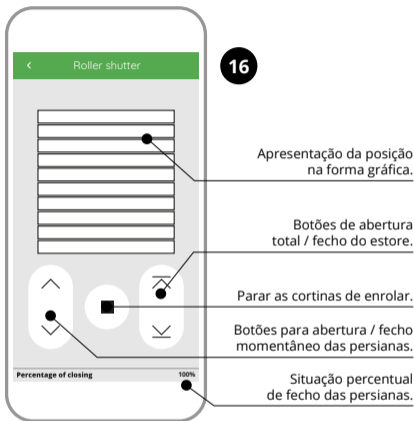 Roller shutter
16
Apresentação da posição
na forma gráfica.
Botões de abertura
total / fecho do estore.
Parar as cortinas de enrolar.
Botões para abertura / fecho
momentâneo das persianas.
Percentage of closing 100%
Situação percentual
de fecho das persianas.